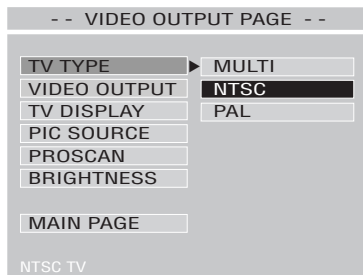 - - VIDEO OUTPUT PAGE - -
TV TYPE MULTI
VIDEO OUTPUT NTSC
TV DISPLAY PAL
PIC SOURCE
PROSCAN
BRIGHTNESS
MAIN PAGE
NTSC TV